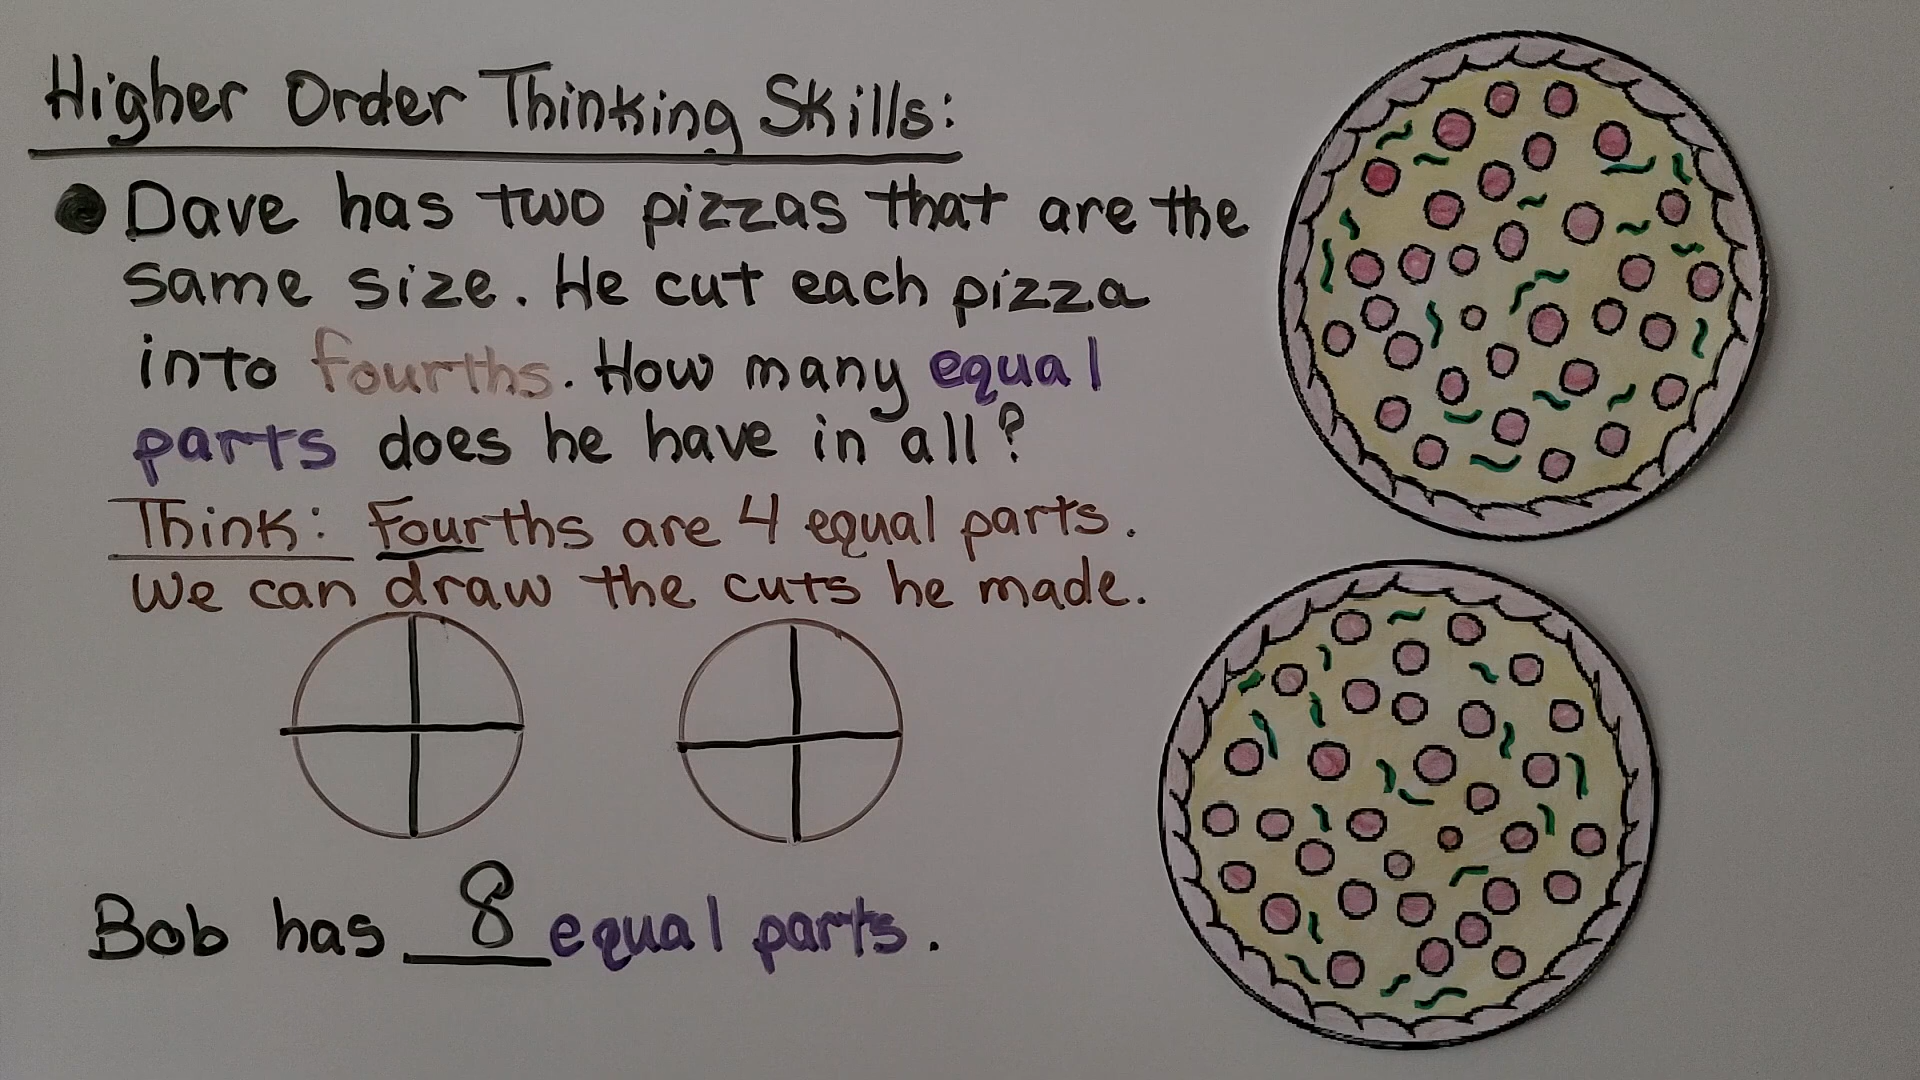 Higher Order Thinking Skills:
● Dave has two pizzas that are the
same size. He cut each pizza
into fourths. How many equal
parts does he have in all?
Think: Fourths are 4 equal parts.
We can draw the cuts he made.
Bob has 8 equal parts.